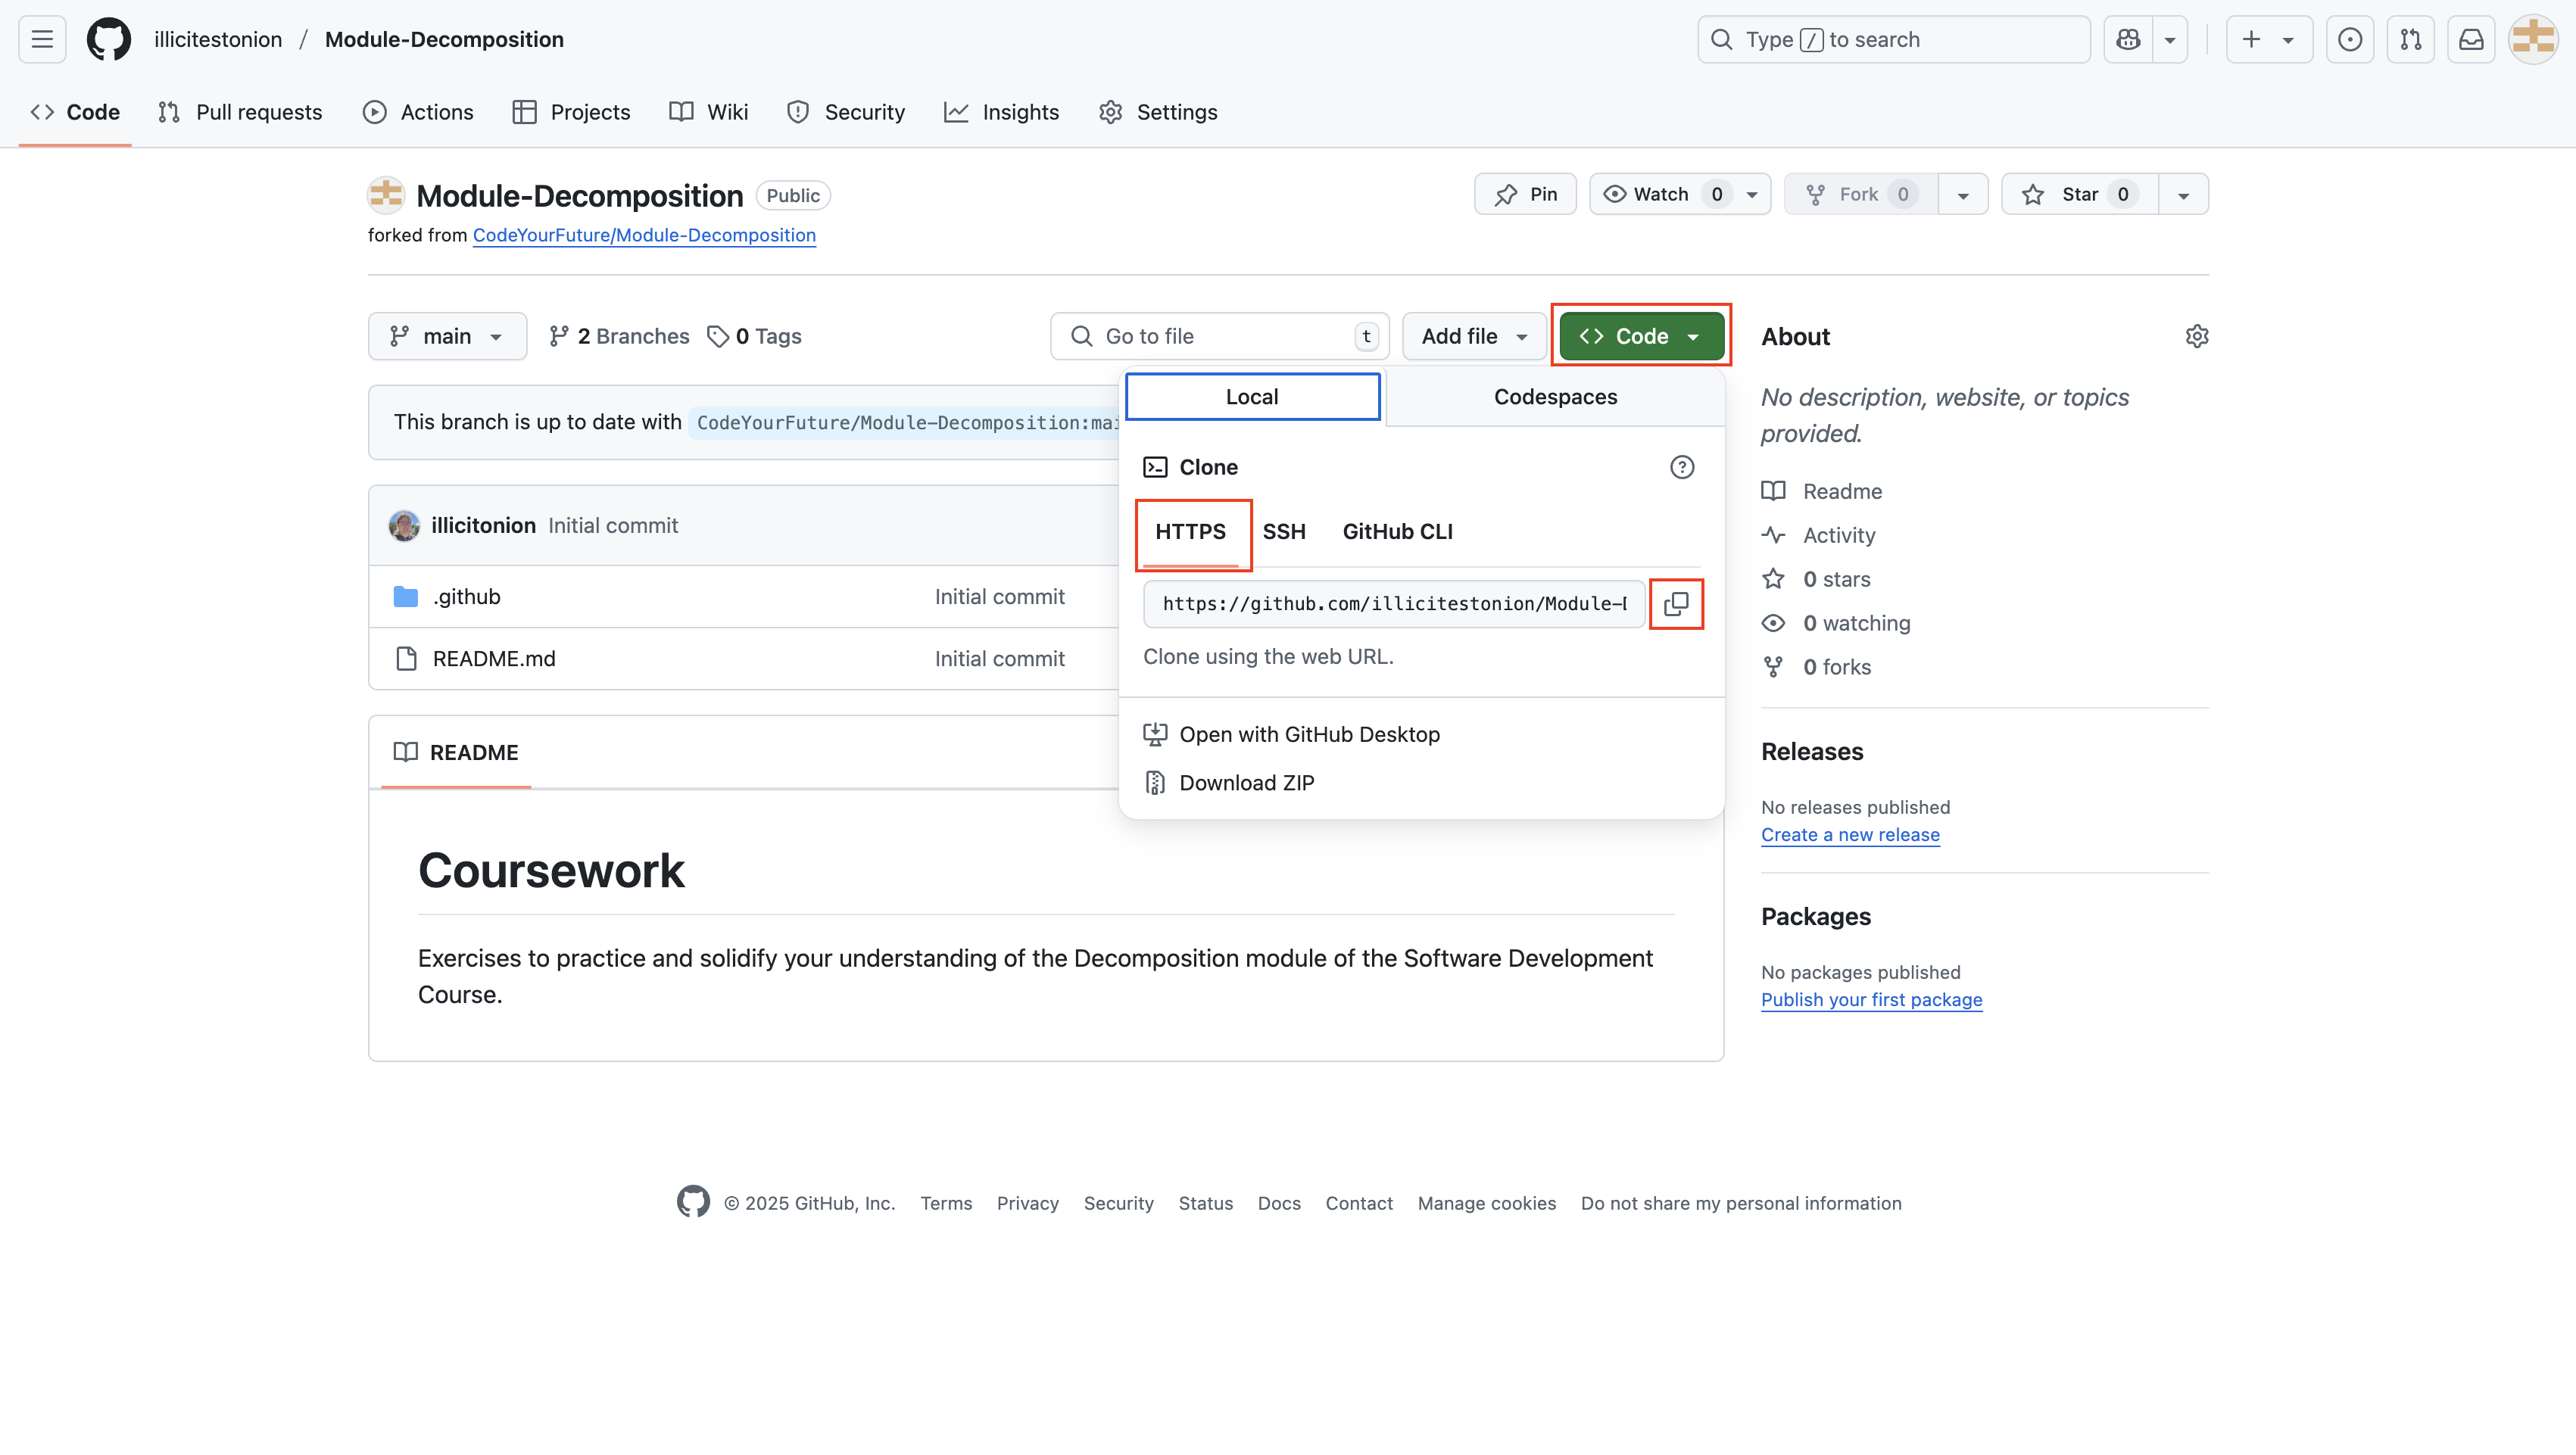 illicitestonion / Module-Decomposition
Type / to search
Code Pull requests Actions Projects Wiki Security Insights Settings
Module-Decomposition Public
forked from CodeYourFuture/Module-Decomposition
Pin Watch 0 Fork 0 Star 0
main 2 Branches 0 Tags
Go to file t
Add file
Code
This branch is up to date with CodeYourFuture/Module-Decomposition:mai
illicitonion Initial commit
.github Initial commit
README.md Initial commit
README
Coursework
Exercises to practice and solidify your understanding of the Decomposition module of the Software Development
Course.
Local Codespaces
Clone
HTTPS SSH GitHub CLI
https://github.com/illicitestonion/Module-
Clone using the web URL.
Open with GitHub Desktop
Download ZIP
About
No description, website, or topics
provided.
Readme
Activity
0 stars
0 watching
0 forks
Releases
No releases published
Create a new release
Packages
No packages published
Publish your first package
© 2025 GitHub, Inc. Terms Privacy Security Status Docs Contact Manage cookies Do not share my personal information